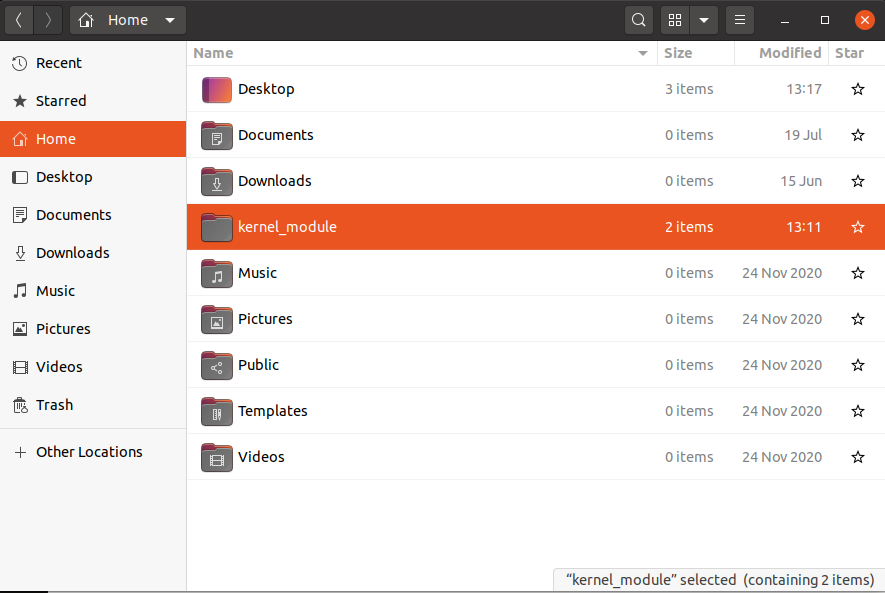 Home
Name Size Modified Star
Recent
Starred
Home
Desktop
Documents
Downloads
Music
Pictures
Videos
Trash
Other Locations
Desktop 3 items 13:17
Documents 0 items 19 Jul
Downloads 0 items 15 Jun
kernel_module 2 items 13:11
Music 0 items 24 Nov 2020
Pictures 0 items 24 Nov 2020
Public 0 items 24 Nov 2020
Templates 0 items 24 Nov 2020
Videos 0 items 24 Nov 2020
“kernel_module” selected (containing 2 items)